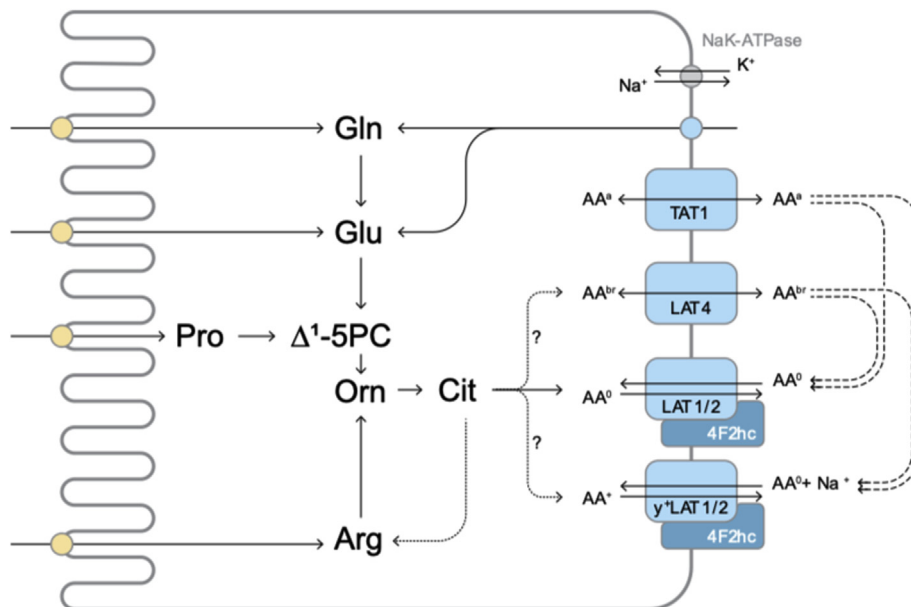 NaK-ATPase
K⁺
Na⁺
Gln
AAᵃ
TAT1
AAᵃ
Glu
AAᵇʳ
LAT4
AAᵇʳ
?
Pro
Δ¹-5PC
Orn
Cit
AA⁰
LAT1/2
AA⁰
4F2hc
?
AA⁺
y⁺LAT1/2
AA⁰+ Na⁺
4F2hc
Arg